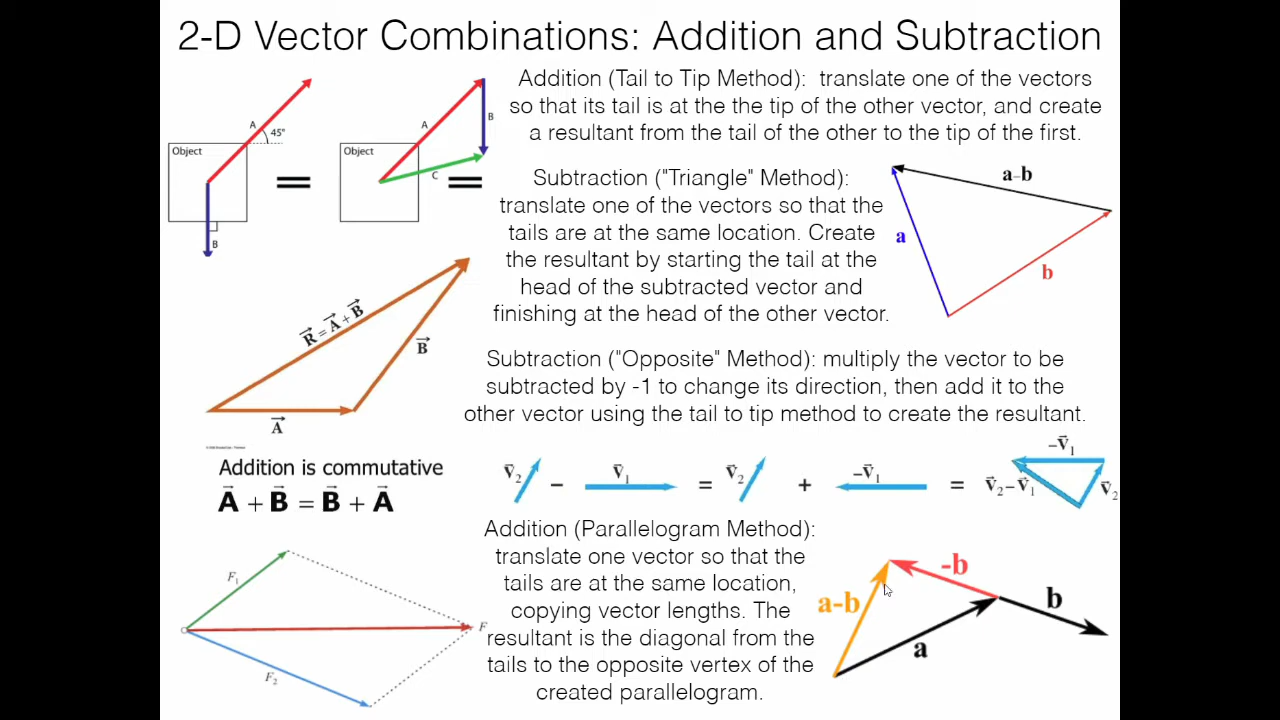 2-D Vector Combinations: Addition and Subtraction
Addition (Tail to Tip Method): translate one of the vectors
so that its tail is at the the tip of the other vector, and create
a resultant from the tail of the other to the tip of the first.
A
45°
Object
B
=
A
Object
B
C
=
Subtraction ("Triangle" Method):
translate one of the vectors so that the
tails are at the same location. Create
the resultant by starting the tail at the
head of the subtracted vector and
finishing at the head of the other vector.
a-b
a
b
R⃗ = A⃗ + B⃗
B⃗
A⃗
Subtraction ("Opposite" Method): multiply the vector to be
subtracted by -1 to change its direction, then add it to the
other vector using the tail to tip method to create the resultant.
Addition is commutative
A⃗ + B⃗ = B⃗ + A⃗
v⃗₂ - v⃗₁ = v⃗₂ + -v⃗₁ = v⃗₂-v⃗₁ -v⃗₁ v⃗₂
Addition (Parallelogram Method):
translate one vector so that the
tails are at the same location,
copying vector lengths. The
resultant is the diagonal from the
tails to the opposite vertex of the
created parallelogram.
F₁
F
F₂
-b
a-b
b
a